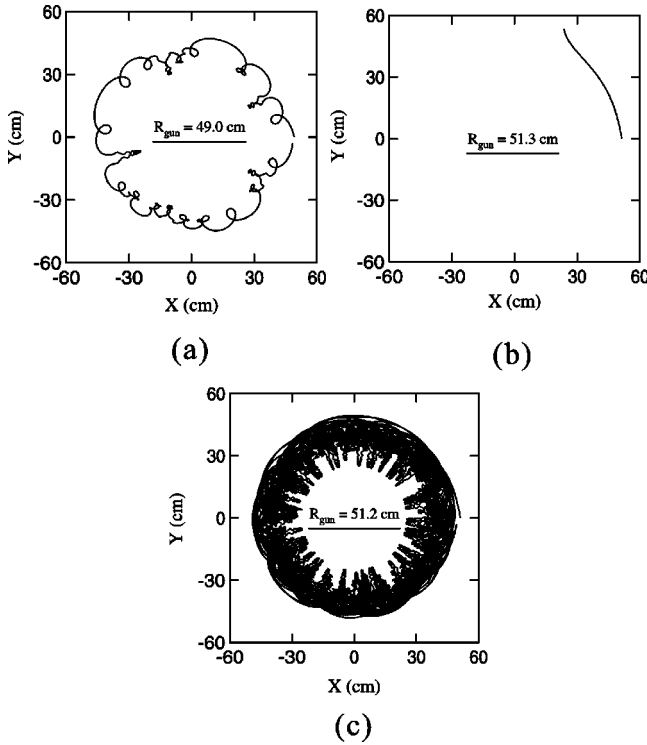 60
30
0
-30
-60
Y (cm)
R_gun = 49.0 cm
-60 -30 0 30 60
X (cm)
(a)
60
30
0
-30
-60
Y (cm)
R_gun = 51.3 cm
-60 -30 0 30 60
X (cm)
(b)
60
30
0
-30
-60
Y (cm)
R_gun = 51.2 cm
-60 -30 0 30 60
X (cm)
(c)